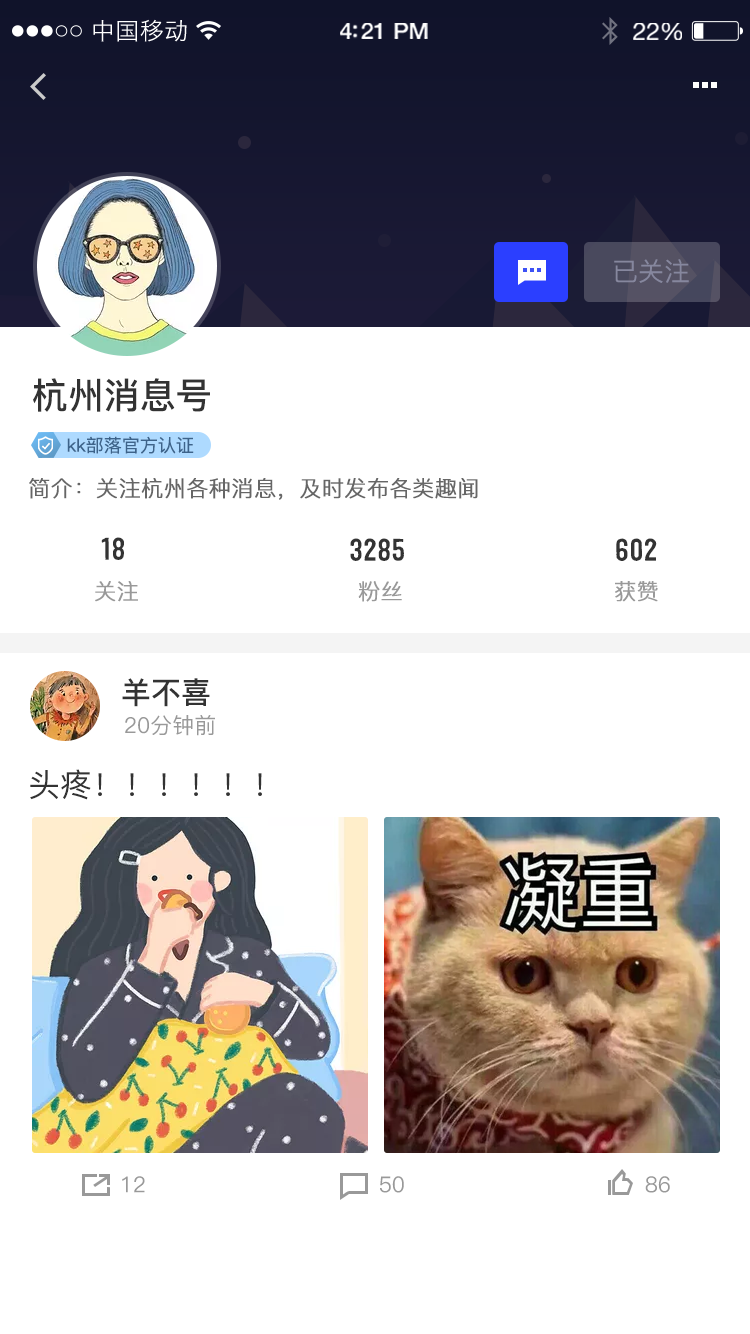 中国移动
4:21 PM
22%
已关注
杭州消息号
kk部落官方认证
简介：关注杭州各种消息，及时发布各类趣闻
18
3285
602
关注
粉丝
获赞
羊不喜
20分钟前
头疼！！！！！！
凝重
12
50
86